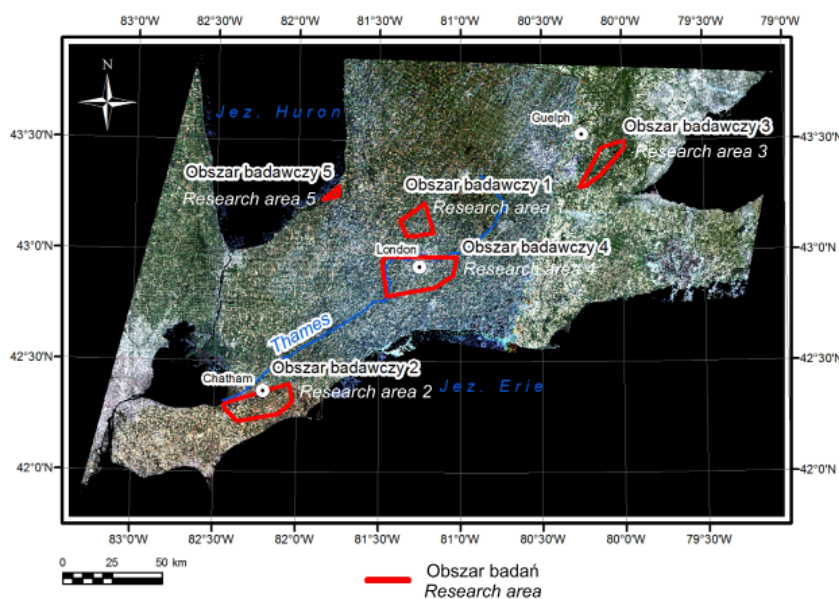 83°0'W 82°30'W 82°0'W 81°30'W 81°0'W 80°30'W 80°0'W 79°0'W
N
Jez. Huron
Guelph
43°30'N
Obszar badawczy 3
43°30'N
Research area 3
Obszar badawczy 5
Research area 5
Obszar badawczy 1
Research area
43°0'N
London
Obszar badawczy 4
43°0'N
Research area 4
Thames
42°30'N
Obszar badawczy 2
42°30'N
Chatham
Research area 2
Jez. Erie
42°0'N
42°0'N
83°0'W 82°30'W 82°0'W 81°30'W 81°0'W 80°30'W 80°0'W 79°30'W
0 25 50 km
Obszar badań
Research area